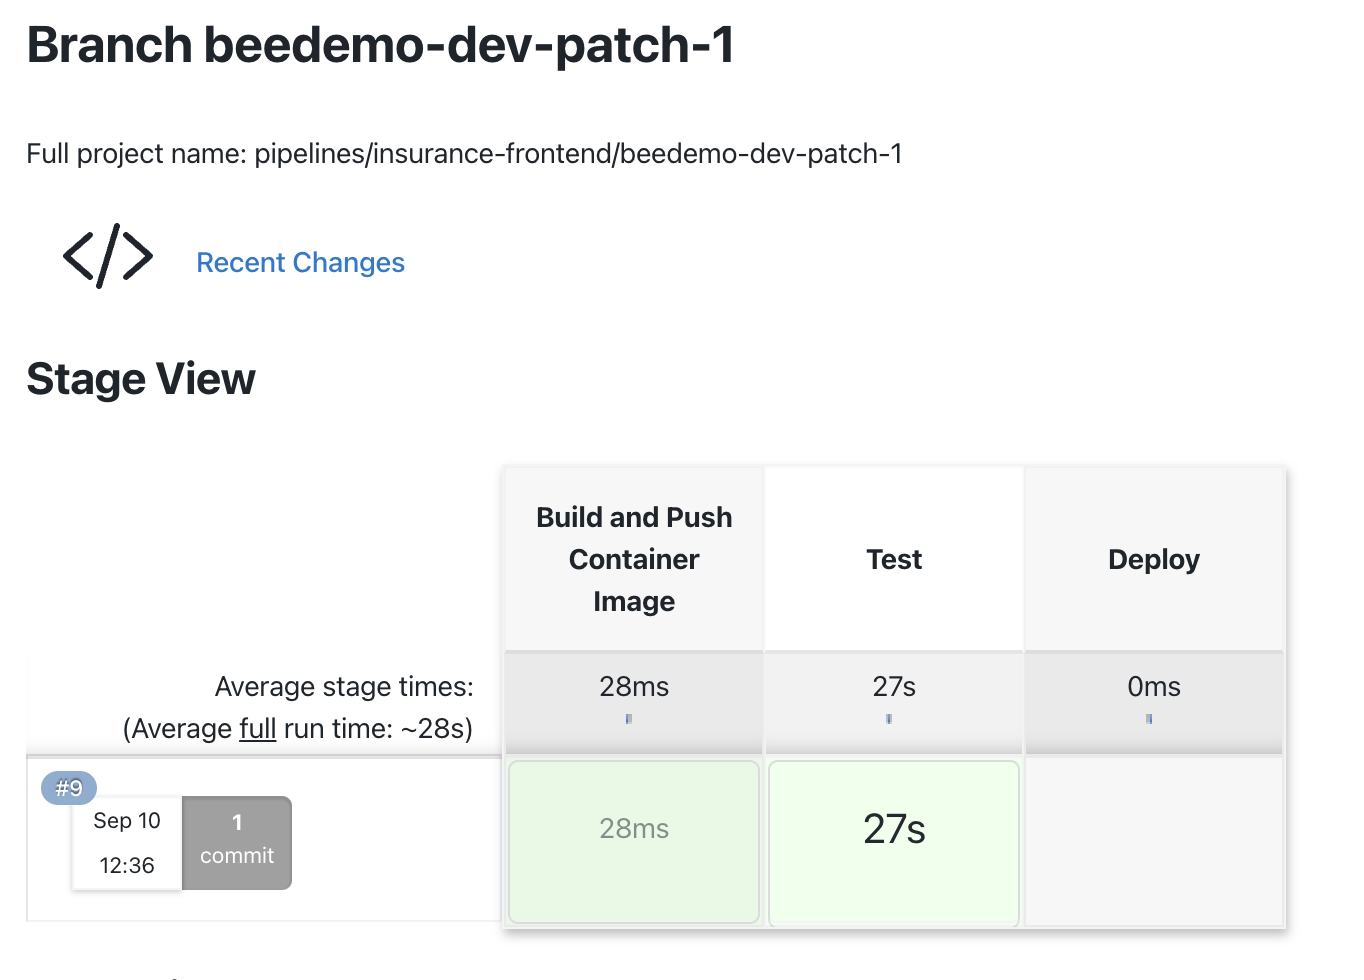 Branch beedemo-dev-patch-1
Full project name: pipelines/insurance-frontend/beedemo-dev-patch-1
</> Recent Changes
Stage View
Build and Push
Container
Image
Test
Deploy
Average stage times:
(Average full run time: ~28s)
28ms
27s
0ms
#9
Sep 10
12:36
1
commit
28ms
27s